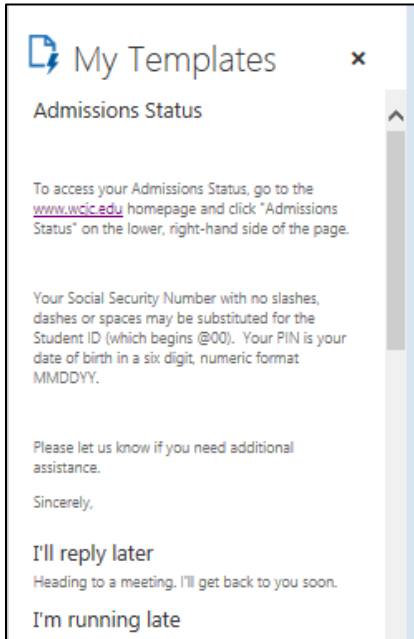 My Templates ×
Admissions Status
To access your Admissions Status, go to the
www.wcjc.edu homepage and click "Admissions
Status" on the lower, right-hand side of the page.
Your Social Security Number with no slashes,
dashes or spaces may be substituted for the
Student ID (which begins @00).  Your PIN is your
date of birth in a six digit, numeric format
MMDDYY.
Please let us know if you need additional
assistance.
Sincerely,
I'll reply later
Heading to a meeting. I'll get back to you soon.
I'm running late